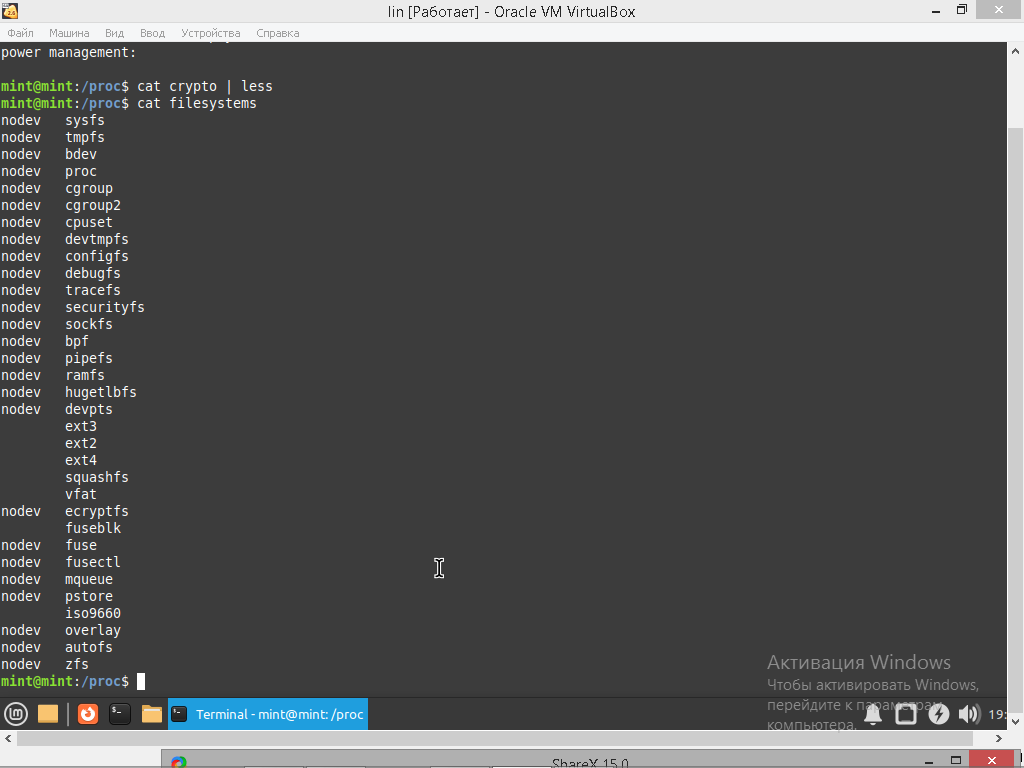 lin [Работает] - Oracle VM VirtualBox
Файл Машина Вид Ввод Устройства Справка
power management:
mint@mint:/proc$ cat crypto | less
mint@mint:/proc$ cat filesystems
nodev sysfs
nodev tmpfs
nodev bdev
nodev proc
nodev cgroup
nodev cgroup2
nodev cpuset
nodev devtmpfs
nodev configfs
nodev debugfs
nodev tracefs
nodev securityfs
nodev sockfs
nodev bpf
nodev pipefs
nodev ramfs
nodev hugetlbfs
nodev devpts
ext3
ext2
ext4
squashfs
vfat
nodev ecryptfs
fuseblk
nodev fuse
nodev fusectl
nodev mqueue
nodev pstore
iso9660
nodev overlay
nodev autofs
nodev zfs
mint@mint:/proc$
Активация Windows
Чтобы активировать Windows,
перейдите к параметрам
компьютера.
Terminal - mint@mint: /proc
19:
ShareX 15.0